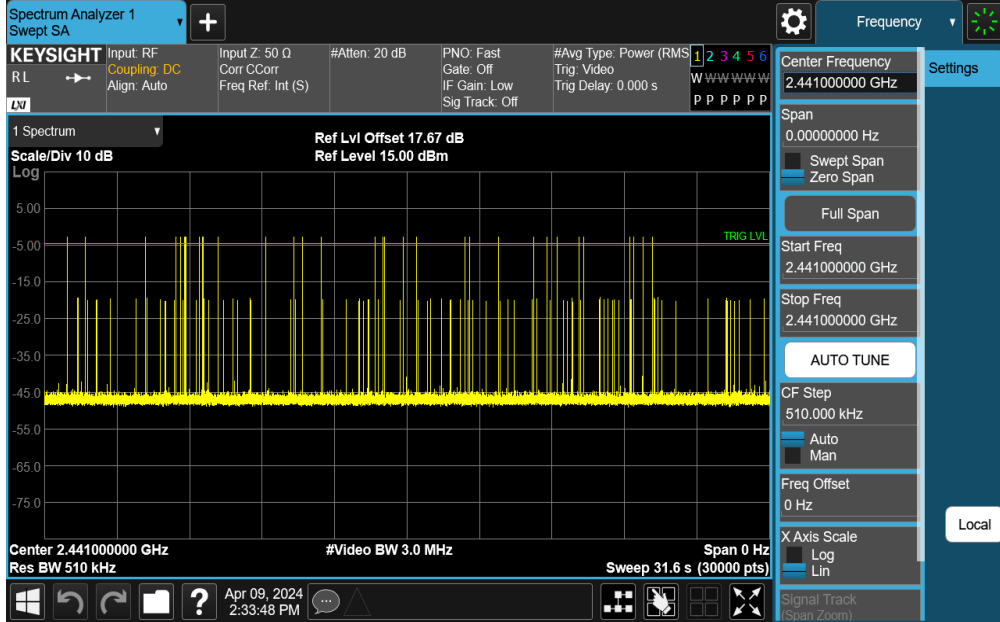 Spectrum Analyzer 1
Swept SA
Frequency
KEYSIGHT
RL
LXI
Input: RF
Coupling: DC
Align: Auto
Input Z: 50 Ω
Corr CCorr
Freq Ref: Int (S)
#Atten: 20 dB
PNO: Fast
Gate: Off
IF Gain: Low
Sig Track: Off
#Avg Type: Power (RMS
Trig: Video
Trig Delay: 0.000 s
1 2 3 4 5 6
W W W W W W
P P P P P P
1 Spectrum
Scale/Div 10 dB
Ref Lvl Offset 17.67 dB
Ref Level 15.00 dBm
Log
5.00
-5.00
-15.0
-25.0
-35.0
-45.0
-55.0
-65.0
-75.0
TRIG LVL
Center 2.441000000 GHz
Res BW 510 kHz
#Video BW 3.0 MHz
Span 0 Hz
Sweep 31.6 s (30000 pts)
Center Frequency
2.441000000 GHz
Span
0.00000000 Hz
Swept Span
Zero Span
Full Span
Start Freq
2.441000000 GHz
Stop Freq
2.441000000 GHz
AUTO TUNE
CF Step
510.000 kHz
Auto
Man
Freq Offset
0 Hz
X Axis Scale
Log
Lin
Signal Track
(Span Zoom)
Settings
Local
?
Apr 09, 2024
2:33:48 PM